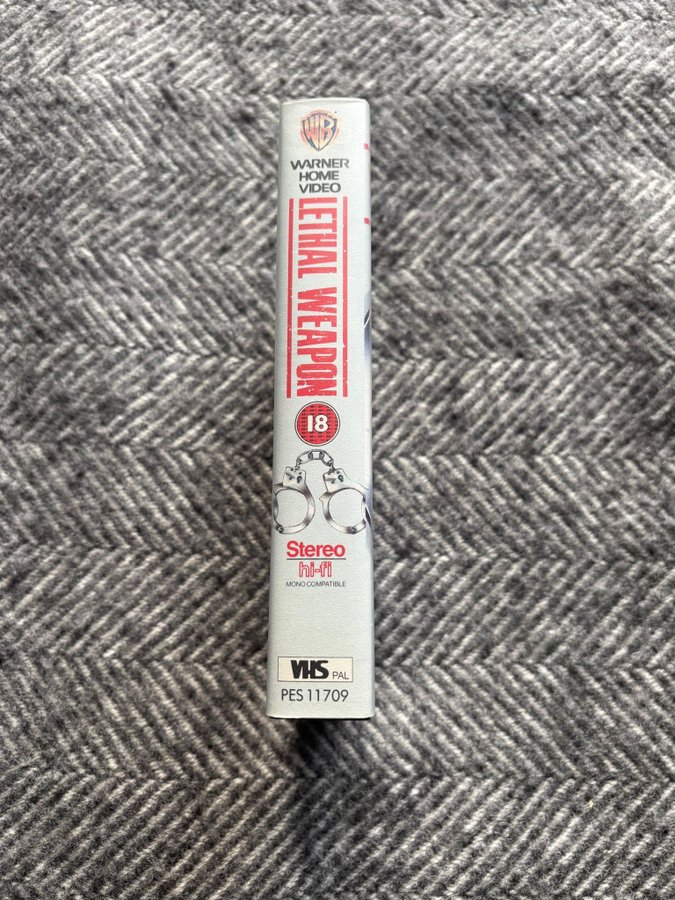 WB
WARNER
HOME
VIDEO
LETHAL WEAPON
18
Stereo
hi-fi
MONO COMPATIBLE
VHS PAL
PES 11709